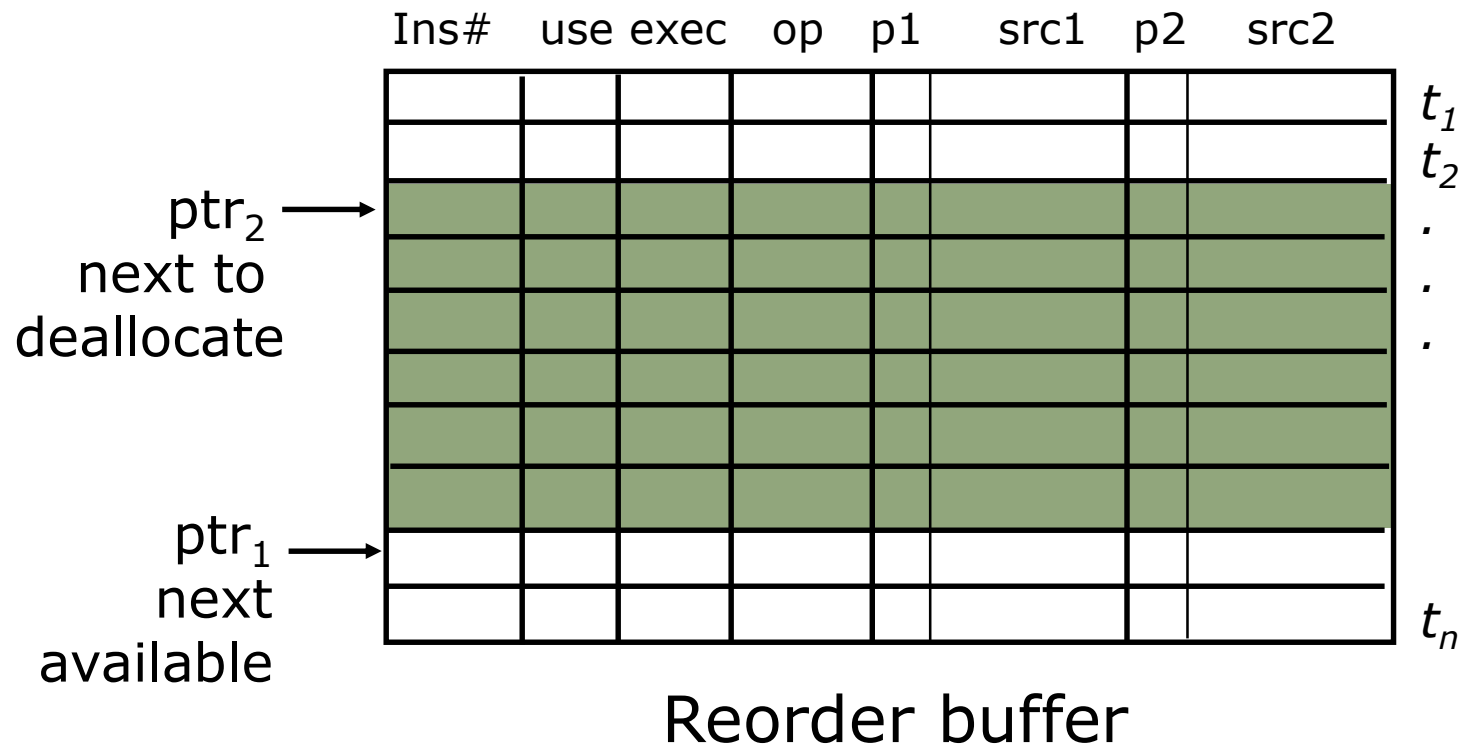 Ins# use exec op p1 src1 p2 src2
t₁
t₂
ptr₂
next to
deallocate
.
.
.
ptr₁
next
available
tₙ
Reorder buffer